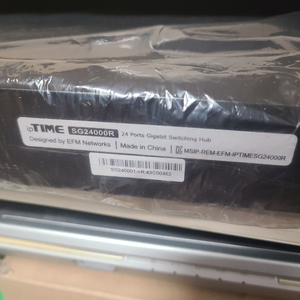 ipTIME SG24000R 24 Ports Gigabit Switching Hub
Designed by EFM Networks / Made in China MSIP-REM-EFM-IPTIMESG24000R